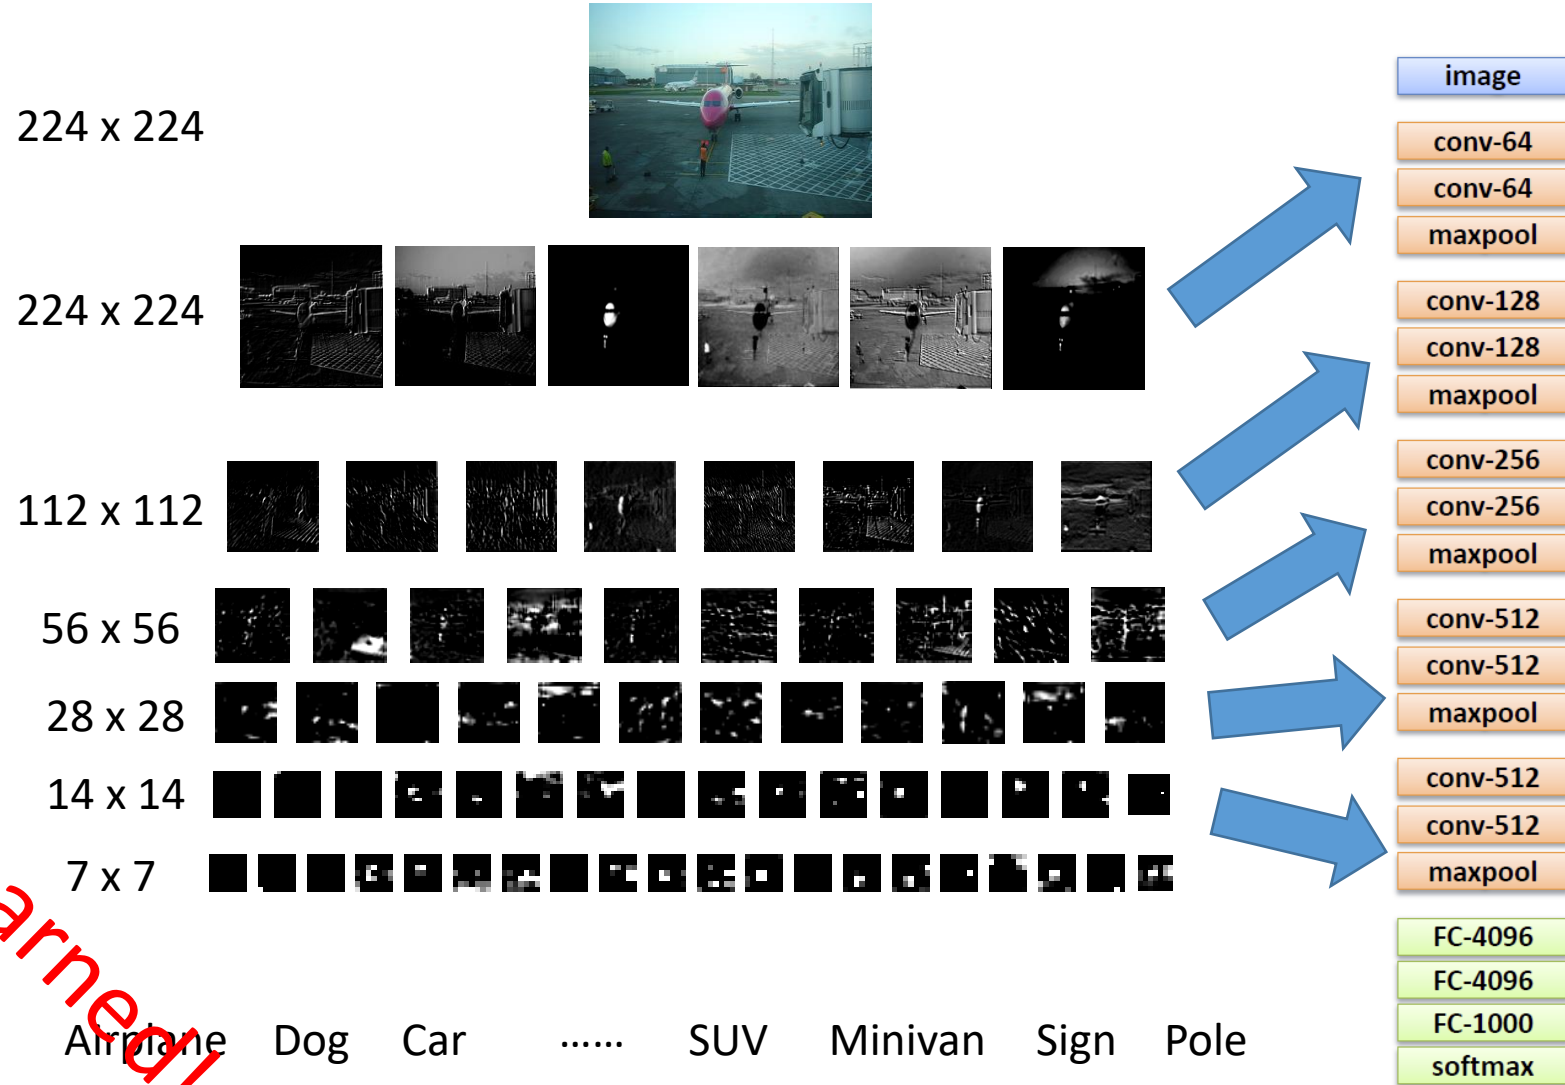 224 x 224
224 x 224
112 x 112
56 x 56
28 x 28
14 x 14
7 x 7
Airplane Dog Car ...... SUV Minivan Sign Pole
image
conv-64
conv-64
maxpool
conv-128
conv-128
maxpool
conv-256
conv-256
maxpool
conv-512
conv-512
maxpool
conv-512
conv-512
maxpool
FC-4096
FC-4096
FC-1000
softmax
arned!